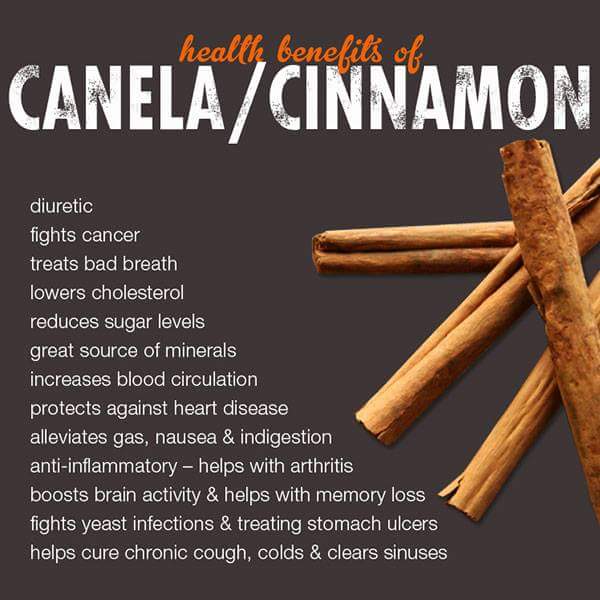 health benefits of
CANELA/CINNAMON
diuretic
fights cancer
treats bad breath
lowers cholesterol
reduces sugar levels
great source of minerals
increases blood circulation
protects against heart disease
alleviates gas, nausea & indigestion
anti-inflammatory – helps with arthritis
boosts brain activity & helps with memory loss
fights yeast infections & treating stomach ulcers
helps cure chronic cough, colds & clears sinuses